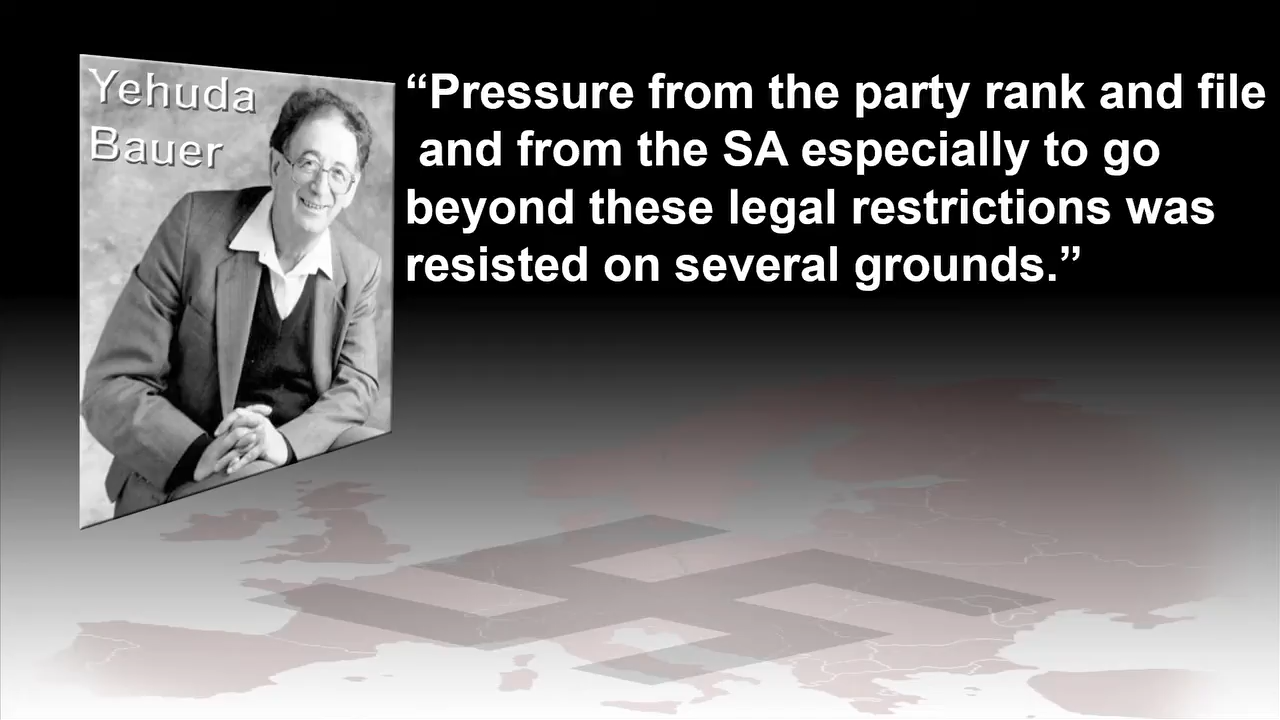 Yehuda
Bauer
“Pressure from the party rank and file
and from the SA especially to go
beyond these legal restrictions was
resisted on several grounds.”